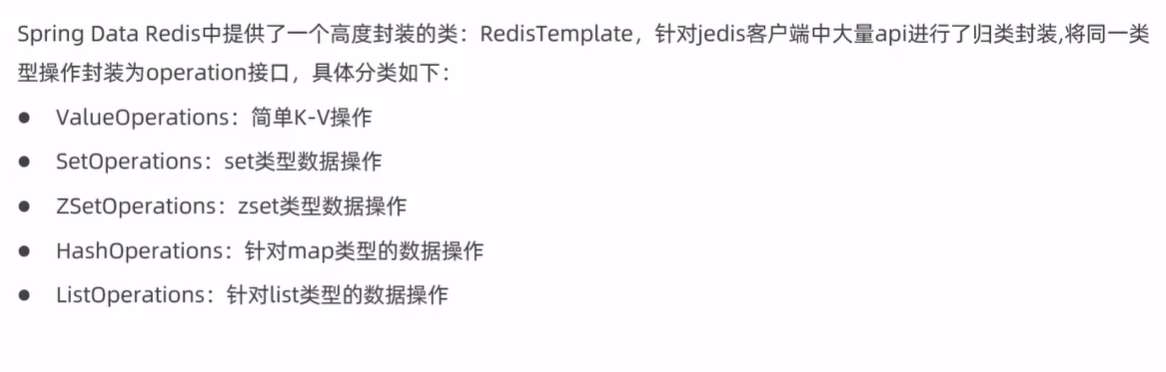 Spring Data Redis中提供了一个高度封装的类：RedisTemplate，针对jedis客户端中大量api进行了归类封装,将同一类
型操作封装为operation接口，具体分类如下：
● ValueOperations：简单K-V操作
● SetOperations：set类型数据操作
● ZSetOperations：zset类型数据操作
● HashOperations：针对map类型的数据操作
● ListOperations：针对list类型的数据操作